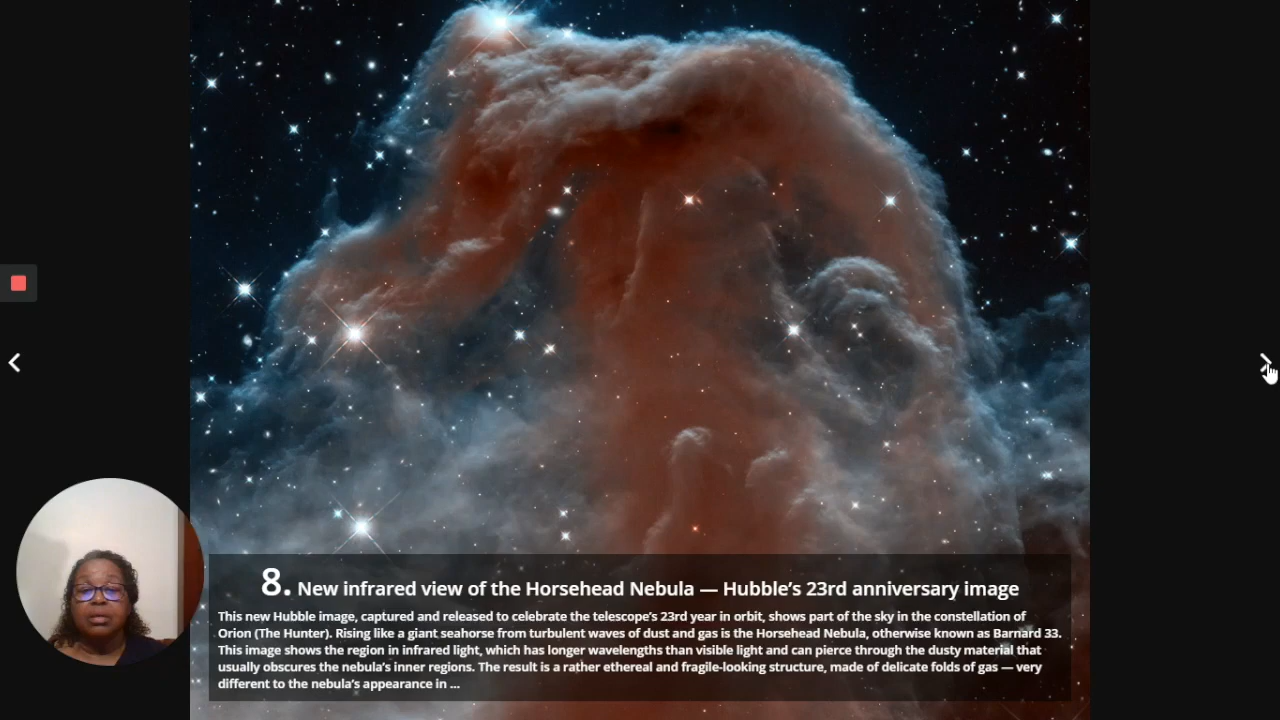 8. New infrared view of the Horsehead Nebula — Hubble’s 23rd anniversary image
This new Hubble image, captured and released to celebrate the telescope’s 23rd year in orbit, shows part of the sky in the constellation of
Orion (The Hunter). Rising like a giant seahorse from turbulent waves of dust and gas is the Horsehead Nebula, otherwise known as Barnard 33.
This image shows the region in infrared light, which has longer wavelengths than visible light and can pierce through the dusty material that
usually obscures the nebula’s inner regions. The result is a rather ethereal and fragile-looking structure, made of delicate folds of gas — very
different to the nebula’s appearance in ...